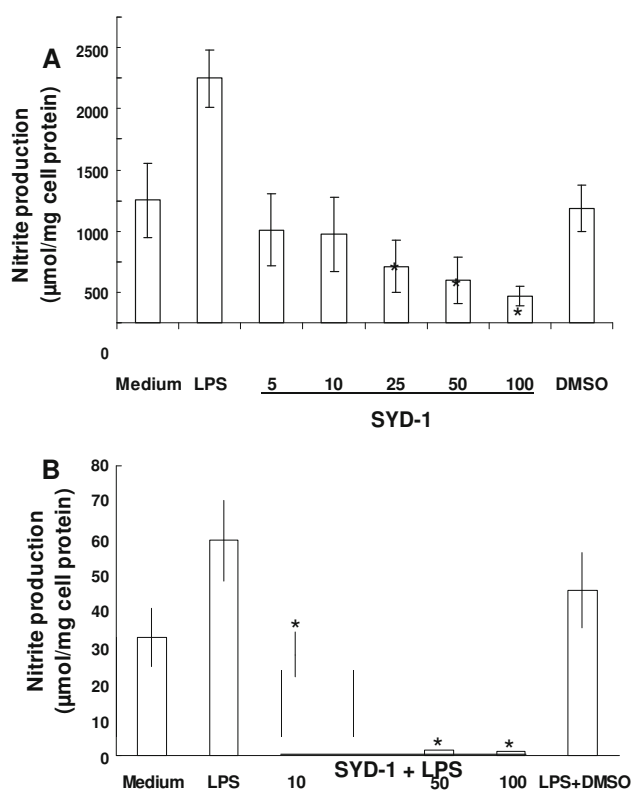 A
Nitrite production
(μmol/mg cell protein)
2500
2000
1500
1000
500
0
Medium LPS 5 10 25 50 100 DMSO
* * *
SYD-1
B
Nitrite production
(μmol/mg cell protein)
80
70
60
50
40
30
20
10
0
* * *
SYD-1 + LPS
Medium LPS 10 50 100 LPS+DMSO